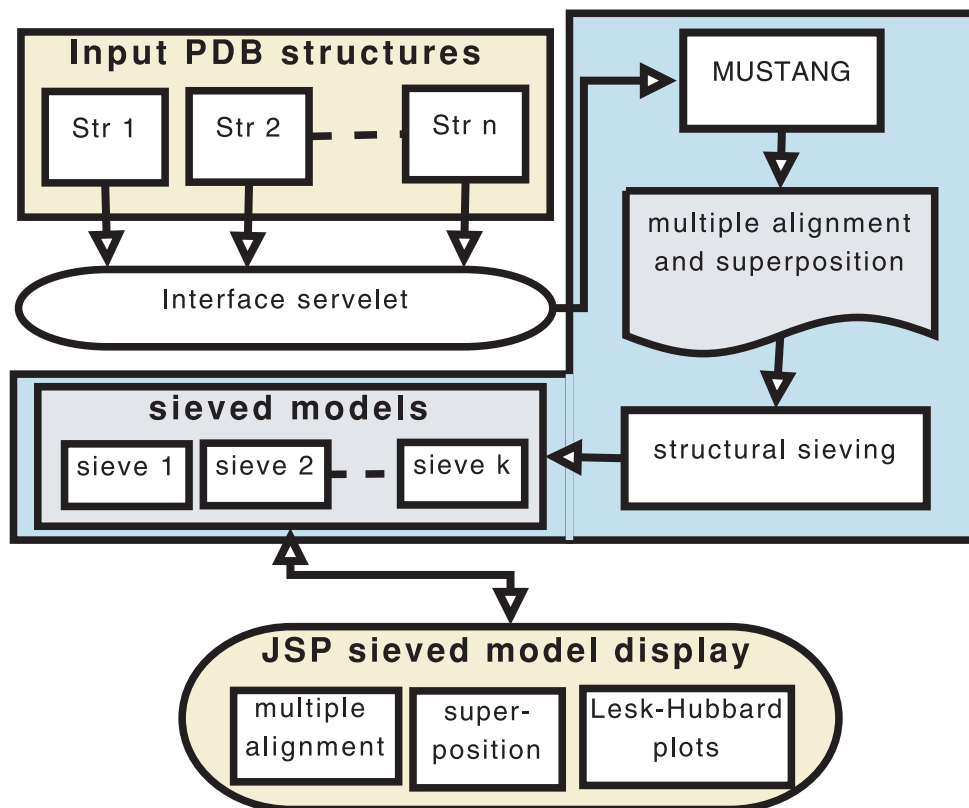 Input PDB structures
Str 1
Str 2
Str n
Interface servelet
MUSTANG
multiple alignment
and superposition
structural sieving
sieved models
sieve 1
sieve 2
sieve k
JSP sieved model display
multiple
alignment
super-
position
Lesk-Hubbard
plots